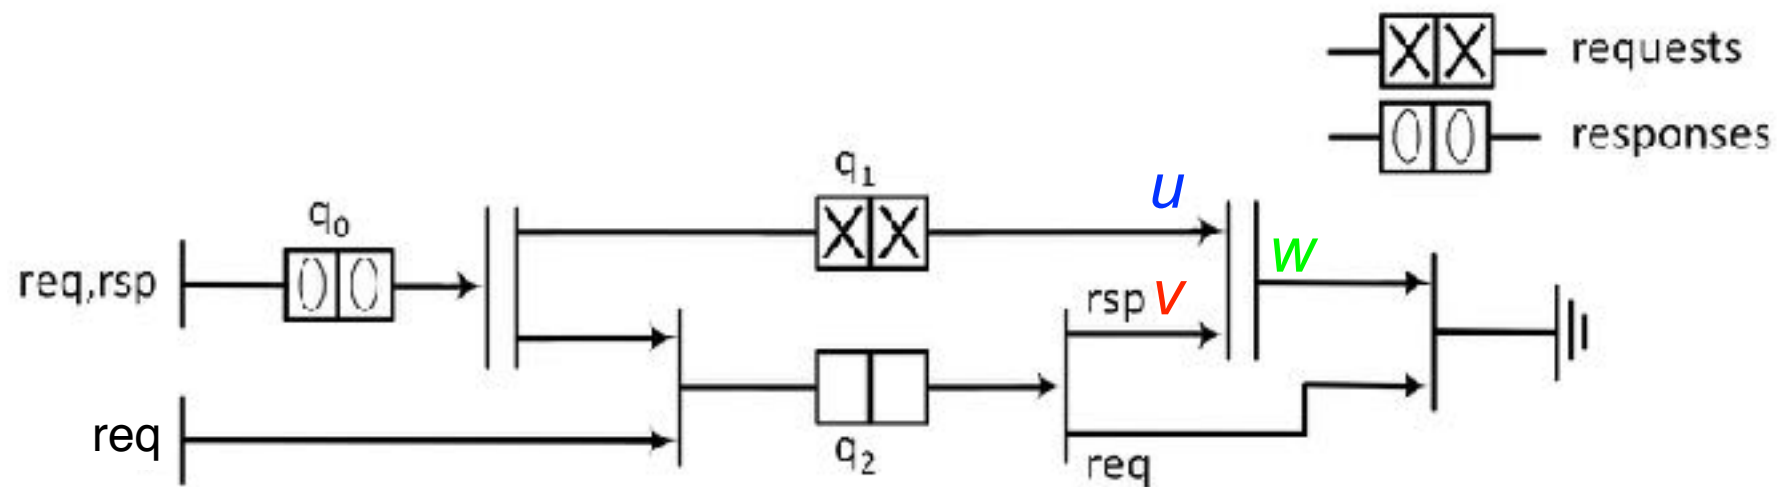 requests
responses
q1
u
q0
w
req,rsp
rsp v
req
q2
req